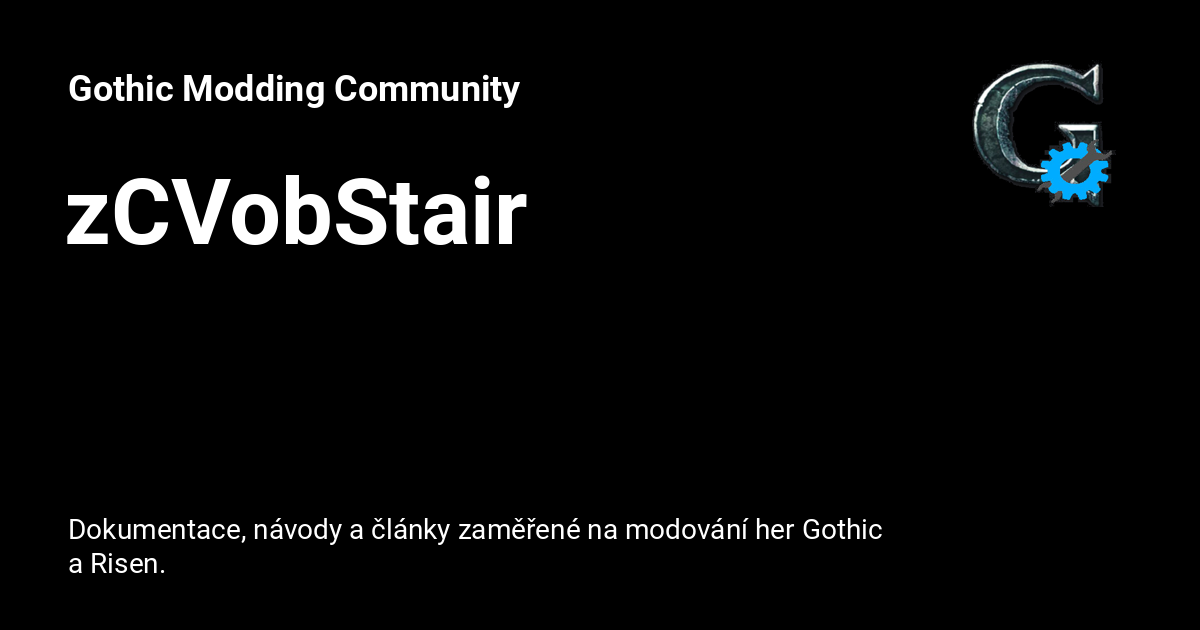 Gothic Modding Community
zCVobStair
Dokumentace, návody a články zaměřené na modování her Gothic
a Risen.